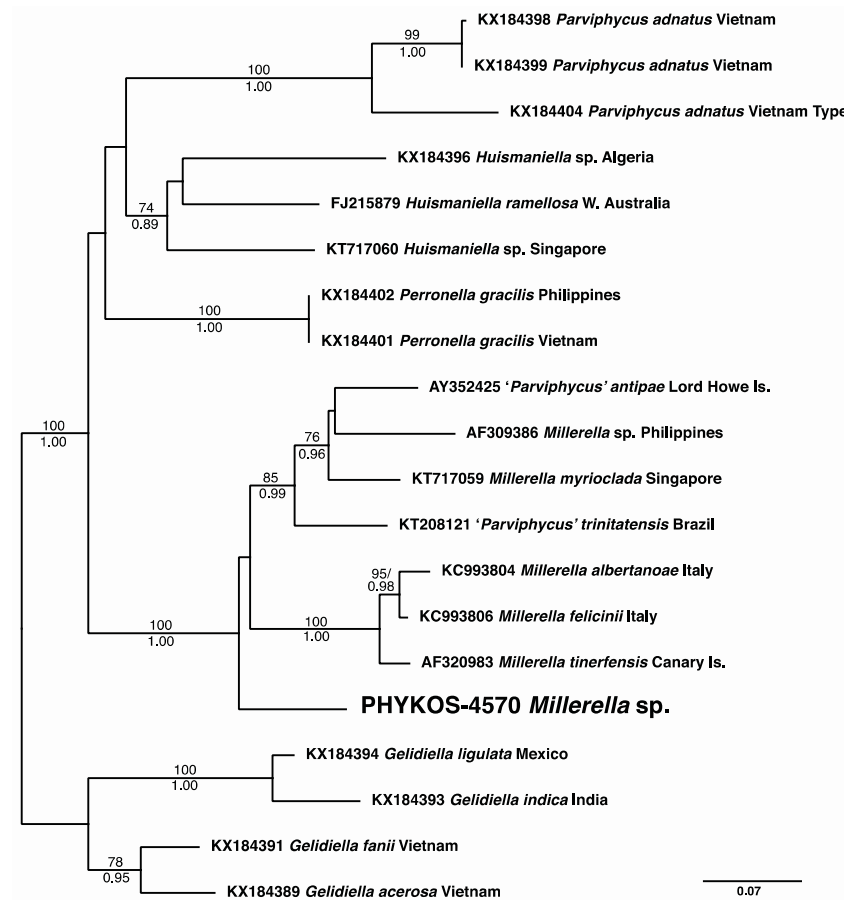 KX184398 Parviphycus adnatus Vietnam
99
1.00
KX184399 Parviphycus adnatus Vietnam
100
1.00
KX184404 Parviphycus adnatus Vietnam Type
KX184396 Huismaniella sp. Algeria
FJ215879 Huismaniella ramellosa W. Australia
74
0.89
KT717060 Huismaniella sp. Singapore
KX184402 Perronella gracilis Philippines
100
1.00
KX184401 Perronella gracilis Vietnam
AY352425 ‘Parviphycus’ antipae Lord Howe Is.
100
1.00
AF309386 Millerella sp. Philippines
76
0.96
KT717059 Millerella myrioclada Singapore
85
0.99
KT208121 ‘Parviphycus’ trinitatensis Brazil
KC993804 Millerella albertanoae Italy
95/
0.98
KC993806 Millerella felicinii Italy
100
1.00
100
1.00
AF320983 Millerella tinerfensis Canary Is.
PHYKOS-4570 Millerella sp.
KX184394 Gelidiella ligulata Mexico
100
1.00
KX184393 Gelidiella indica India
KX184391 Gelidiella fanii Vietnam
78
0.95
KX184389 Gelidiella acerosa Vietnam
0.07